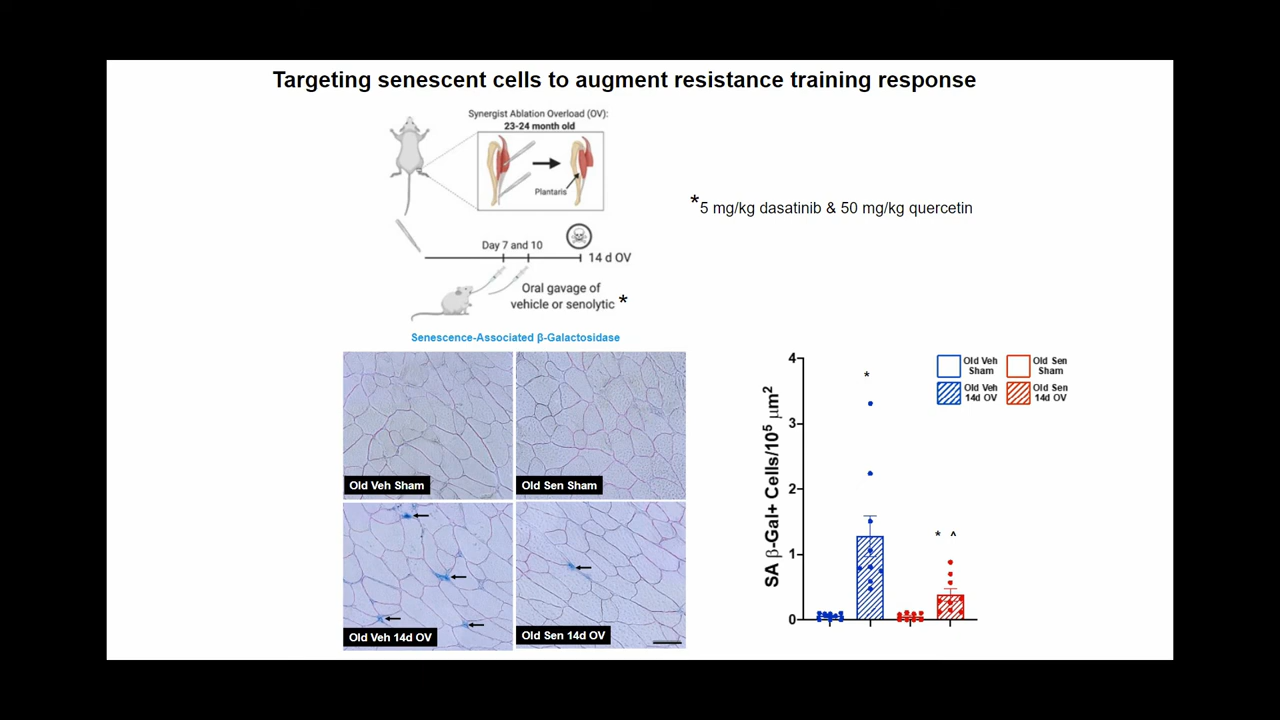 Targeting senescent cells to augment resistance training response
Synergist Ablation Overload (OV):
23-24 month old
Plantaris
*5 mg/kg dasatinib & 50 mg/kg quercetin
Day 7 and 10
14 d OV
Oral gavage of
vehicle or senolytic *
Senescence-Associated β-Galactosidase
Old Veh Sham
Old Sen Sham
Old Veh 14d OV
Old Sen 14d OV
SA β-Gal+ Cells/10⁵ µm²
4
3
2
1
0
*
* ^
Old Veh
Sham
Old Sen
Sham
Old Veh
14d OV
Old Sen
14d OV